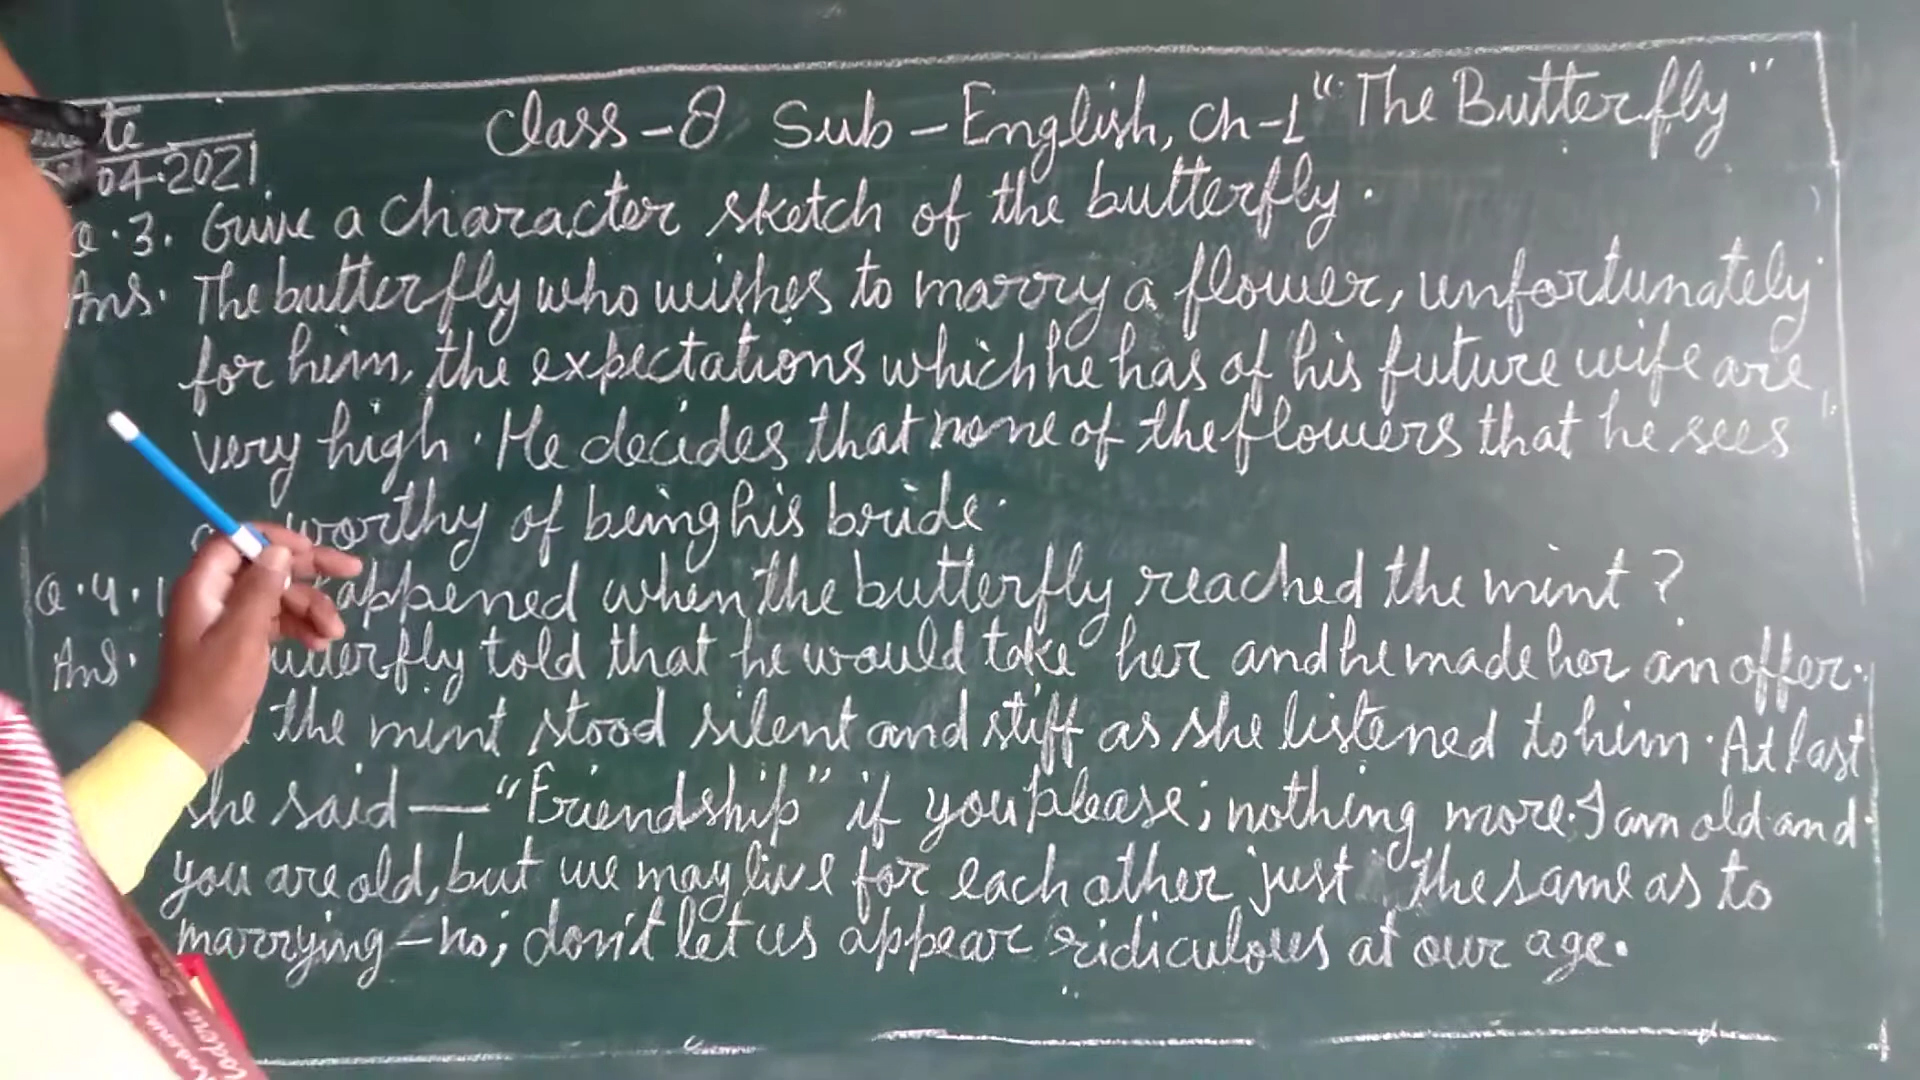 Class-8 Sub-English, Ch-1 "The Butterfly"
04.2021
Q.3. Give a character sketch of the butterfly.
Ans. The butterfly who wishes to marry a flower, unfortunately
for him, the expectations which he has of his future wife are
very high. He decides that none of the flowers that he sees
worthy of being his bride.
Q.4. happened when the butterfly reached the mint?
Ans. butterfly told that he would take her and he made her an offer.
the mint stood silent and stiff as she listened to him. At last
she said — "Friendship" if you please; nothing more. I am old and
you are old, but we may live for each other just the same as to
marrying - no; don't let us appear ridiculous at our age.